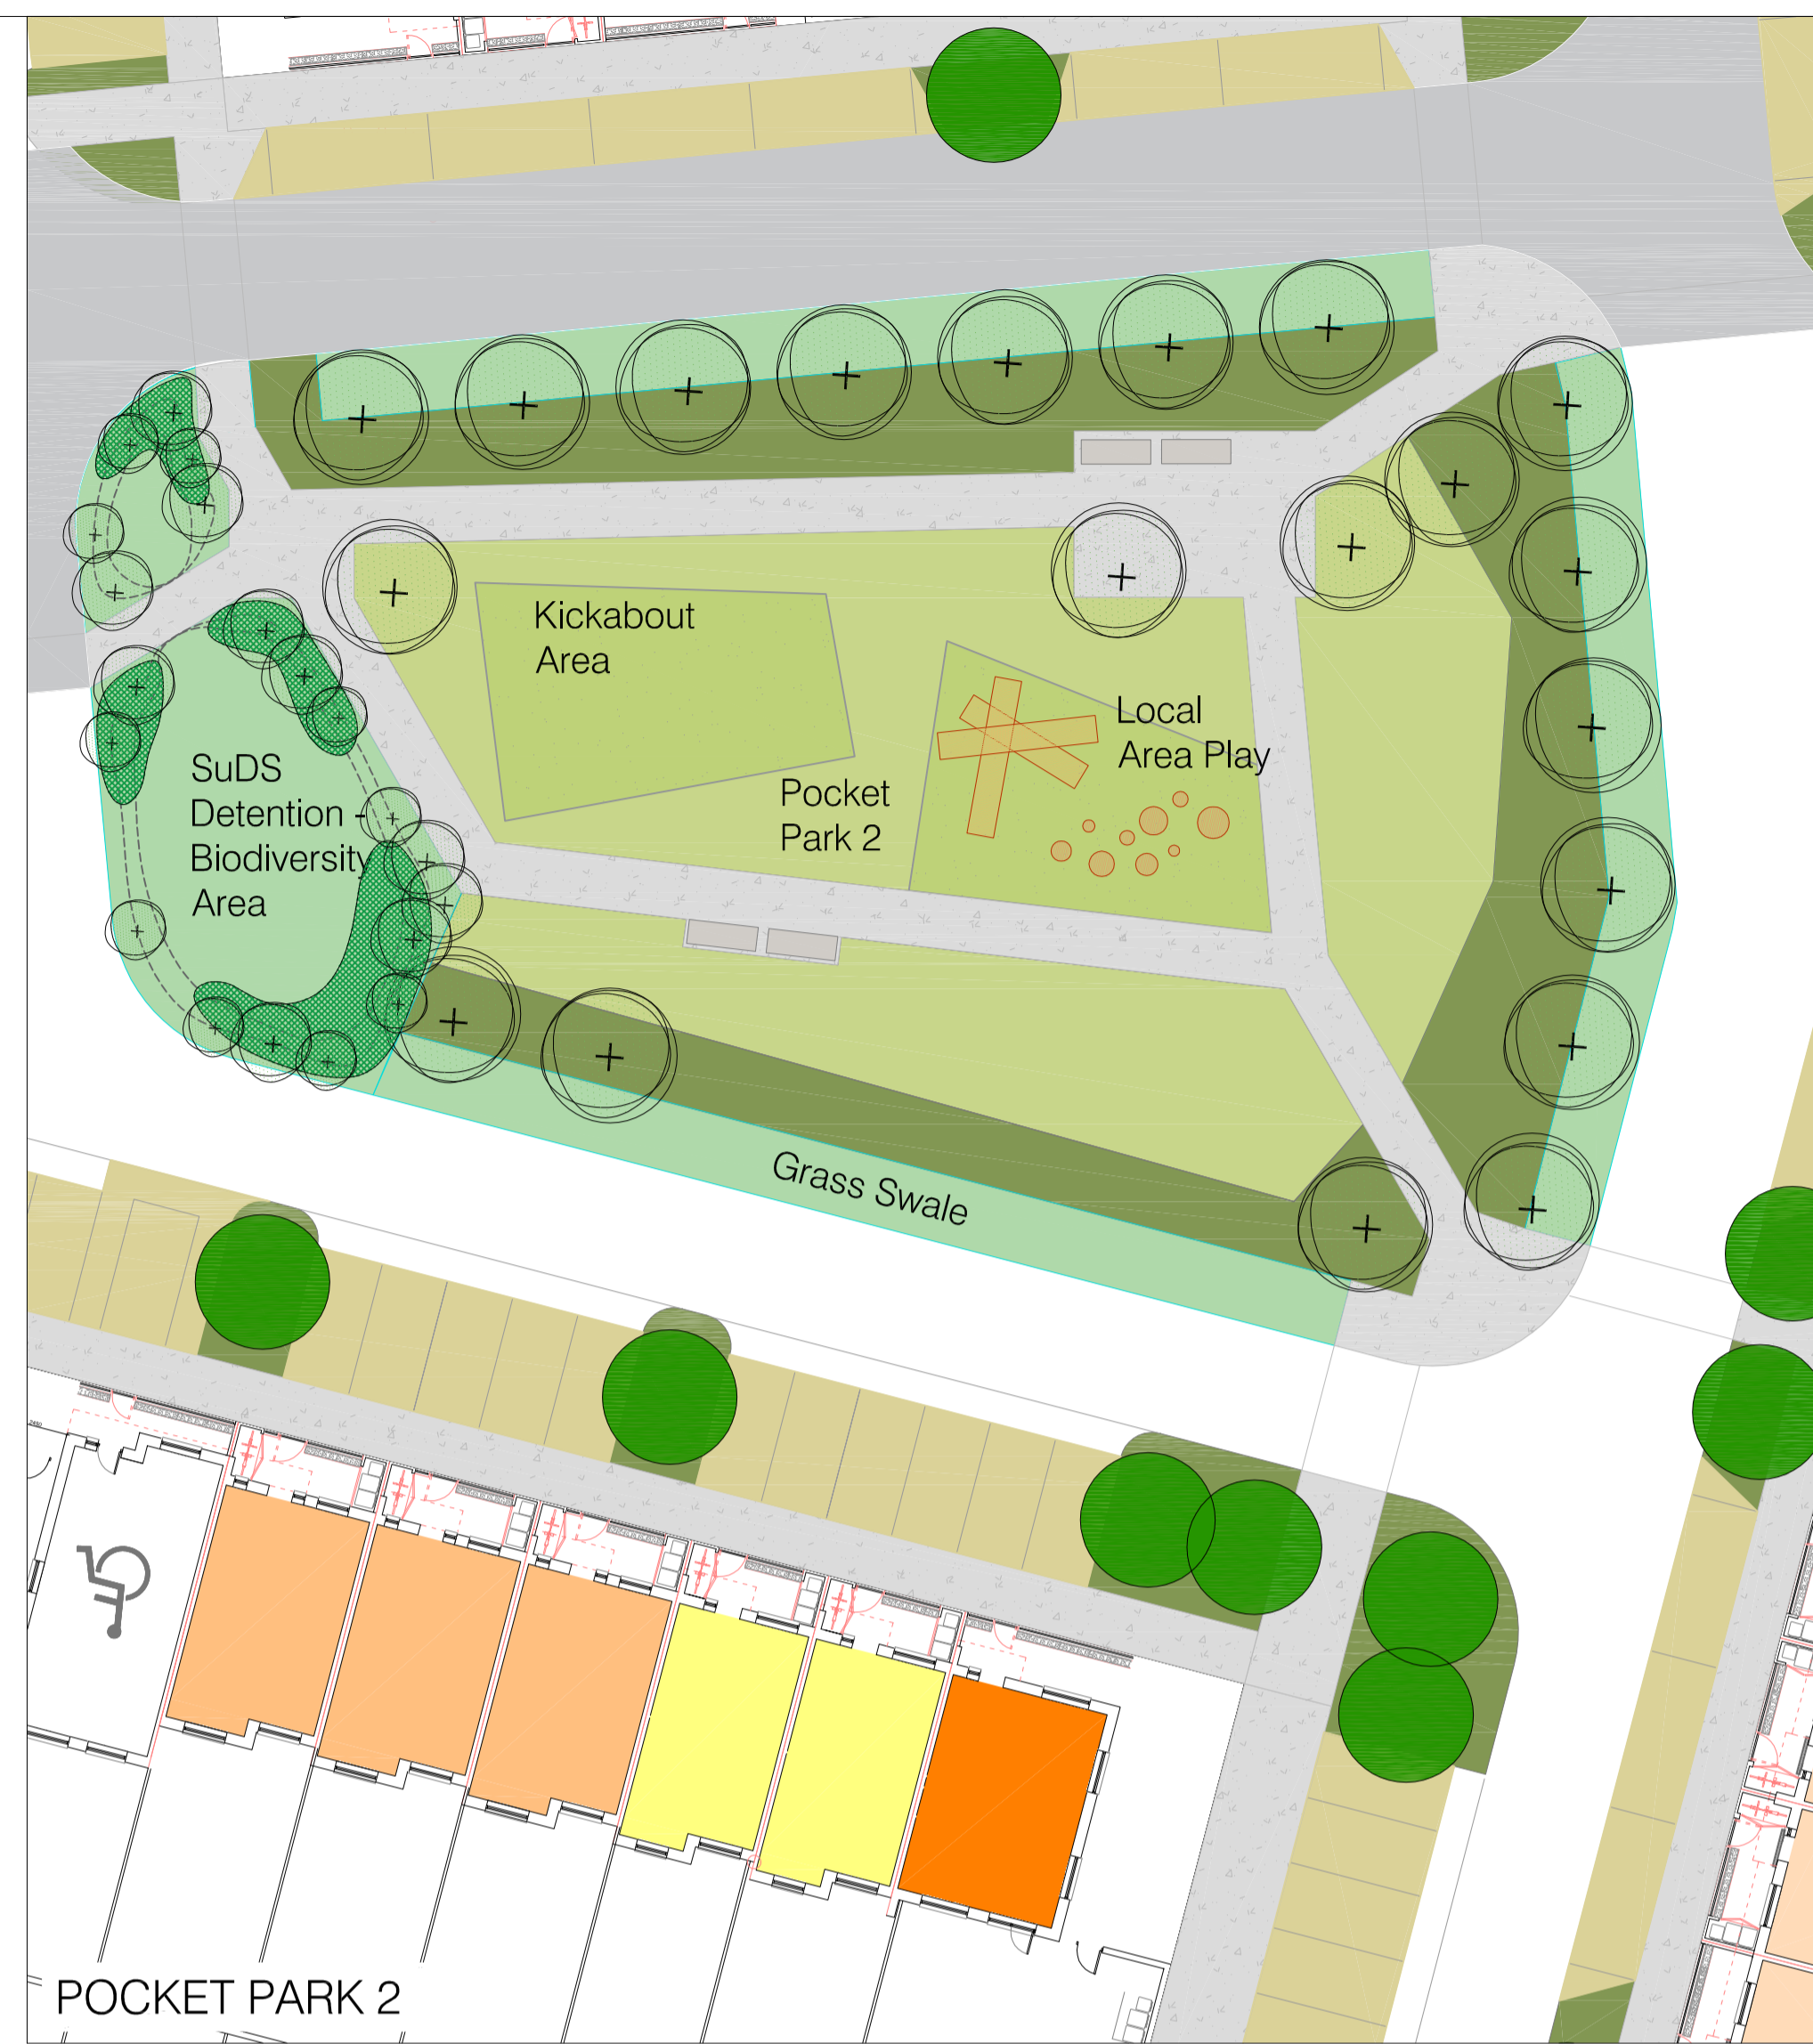 Kickabout
Area
Local
Area Play
Pocket
Park 2
SuDS
Detention -
Biodiversity
Area
Grass Swale
POCKET PARK 2